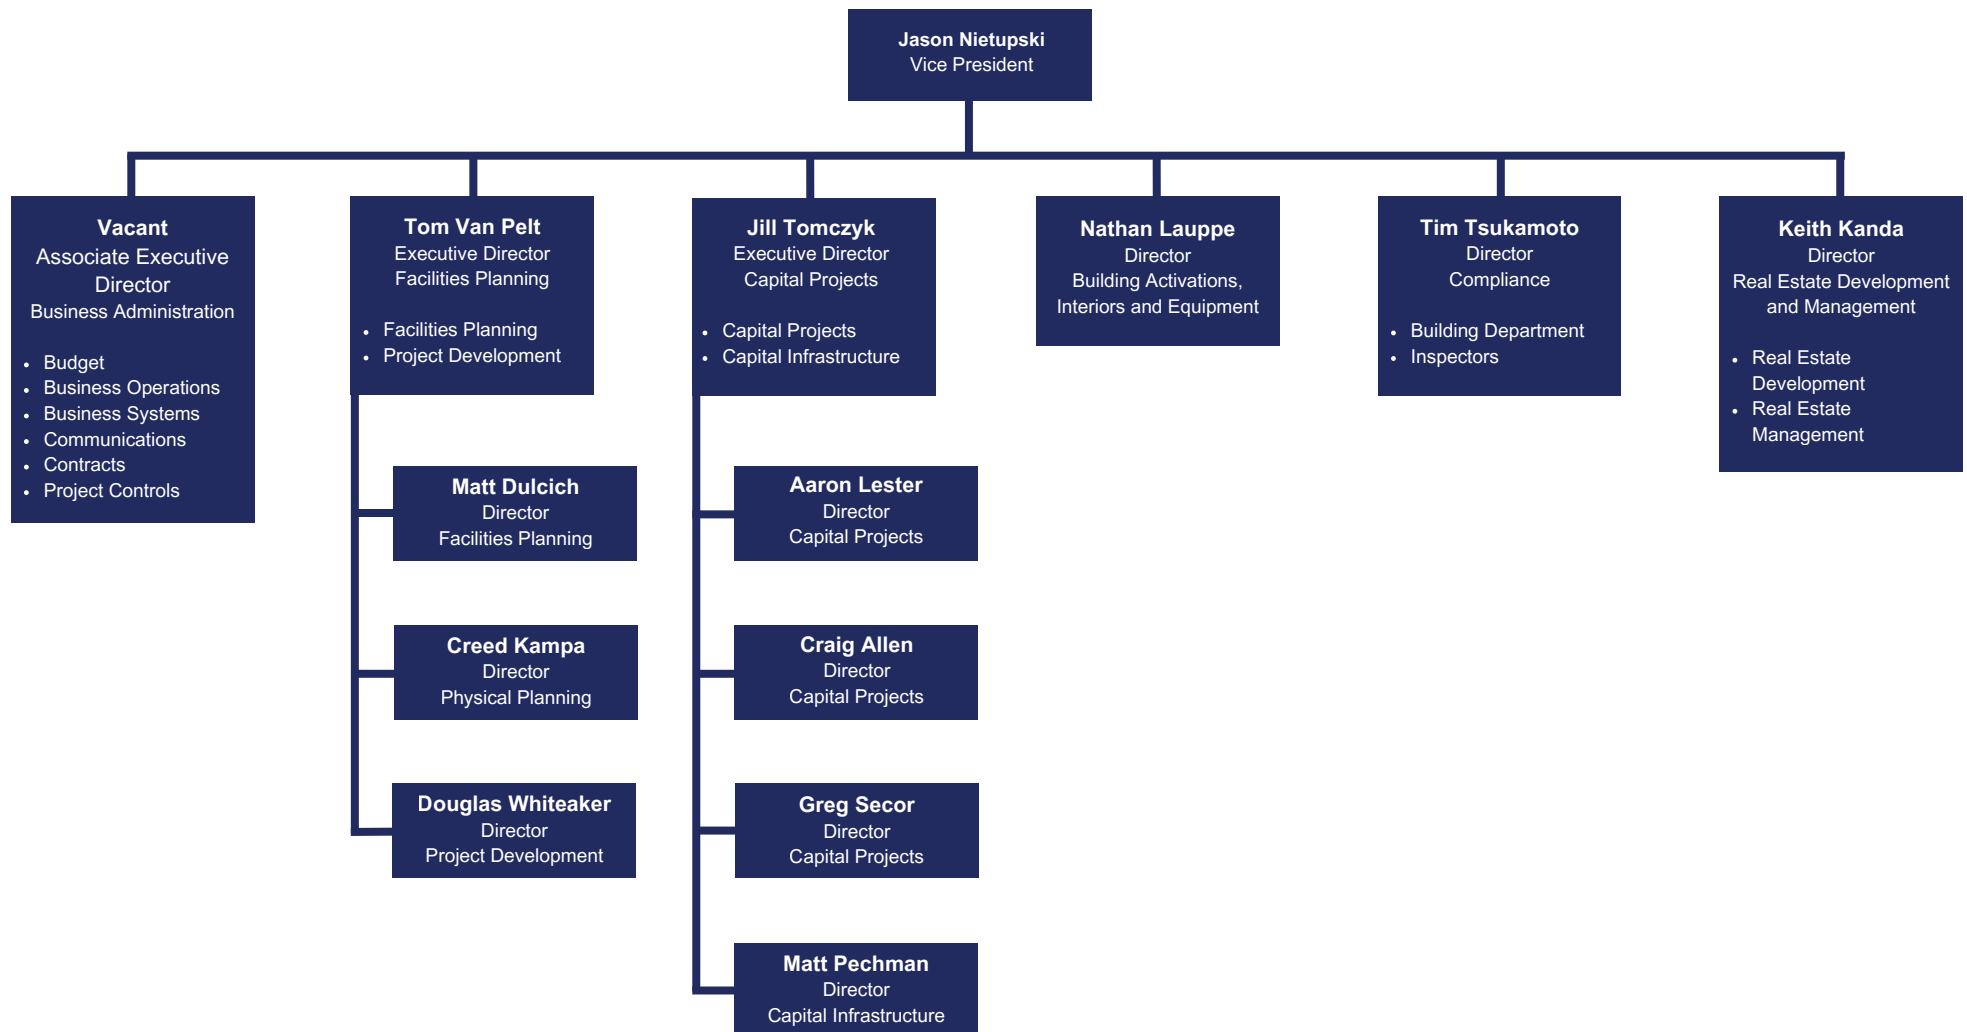 Jason Nietupski
Vice President
Vacant
Associate Executive
Director
Business Administration
• Budget
• Business Operations
• Business Systems
• Communications
• Contracts
• Project Controls
Tom Van Pelt
Executive Director
Facilities Planning
• Facilities Planning
• Project Development
Matt Dulcich
Director
Facilities Planning
Creed Kampa
Director
Physical Planning
Douglas Whiteaker
Director
Project Development
Jill Tomczyk
Executive Director
Capital Projects
• Capital Projects
• Capital Infrastructure
Aaron Lester
Director
Capital Projects
Craig Allen
Director
Capital Projects
Greg Secor
Director
Capital Projects
Matt Pechman
Director
Capital Infrastructure
Nathan Lauppe
Director
Building Activations,
Interiors and Equipment
Tim Tsukamoto
Director
Compliance
• Building Department
• Inspectors
Keith Kanda
Director
Real Estate Development
and Management
• Real Estate
Development
• Real Estate
Management